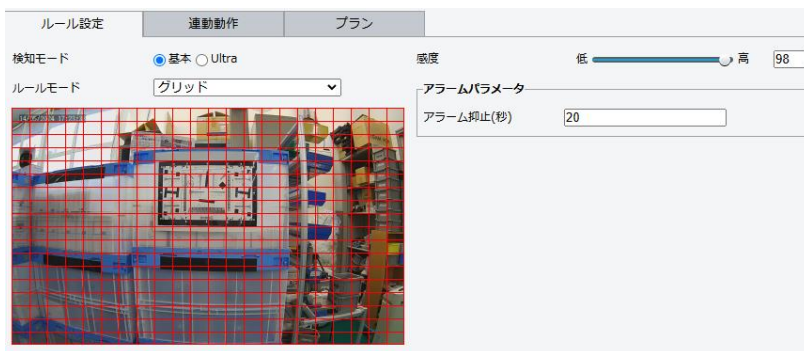 ルール設定 連動動作 プラン
検知モード 基本 Ultra 感度 低 高 98
ルールモード グリッド アラームパラメータ
アラーム抑止(秒) 20